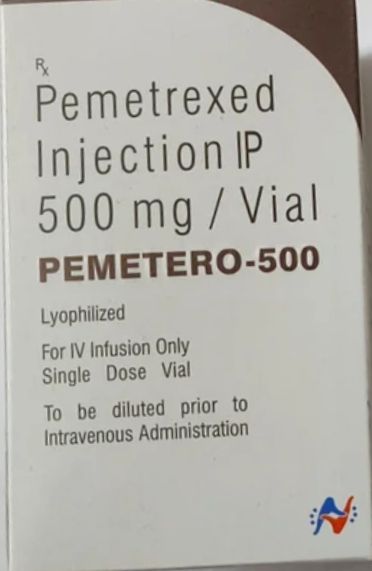 Rx
Pemetrexed
Injection IP
500 mg / Vial
PEMETERO-500
Lyophilized
For IV Infusion Only
Single Dose Vial
To be diluted prior to
Intravenous Administration